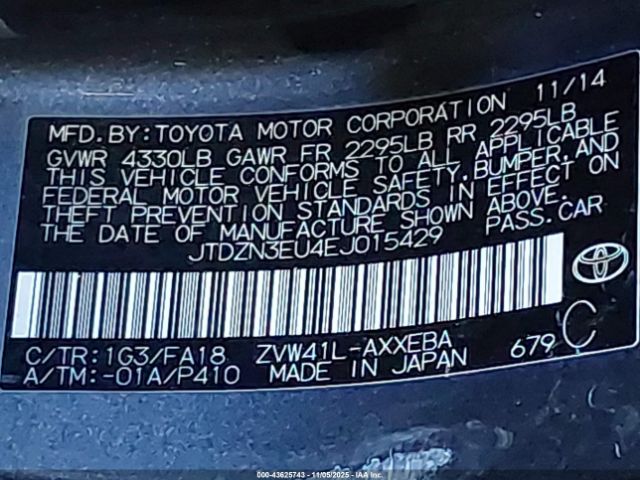 MFD. BY: TOYOTA MOTOR CORPORATION 11/14
GVWR 4330LB GAWR FR 2295LB RR 2295LB
THIS VEHICLE CONFORMS TO ALL APPLICABLE
FEDERAL MOTOR VEHICLE SAFETY, BUMPER, AND
THEFT PREVENTION STANDARDS IN EFFECT ON
THE DATE OF MANUFACTURE SHOWN ABOVE.
JTDZN3EU4EJ015429 PASS. CAR
C/TR: 1G3/FA18 ZVW41L-AXXEBA 679 C
A/TM: -01A/P410 MADE IN JAPAN
000-43625743 - 11/05/2025 - IAA Inc.